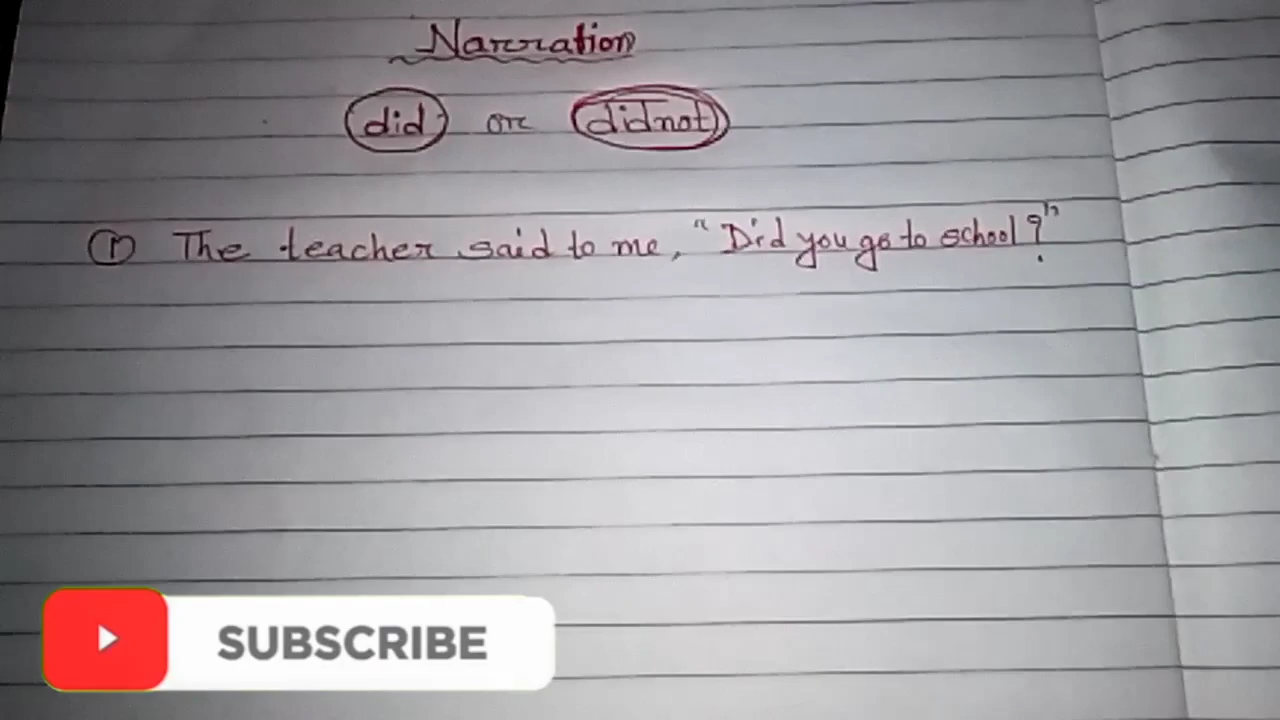 Narration
did or didnot
① The teacher said to me, "Did you go to school?"
SUBSCRIBE